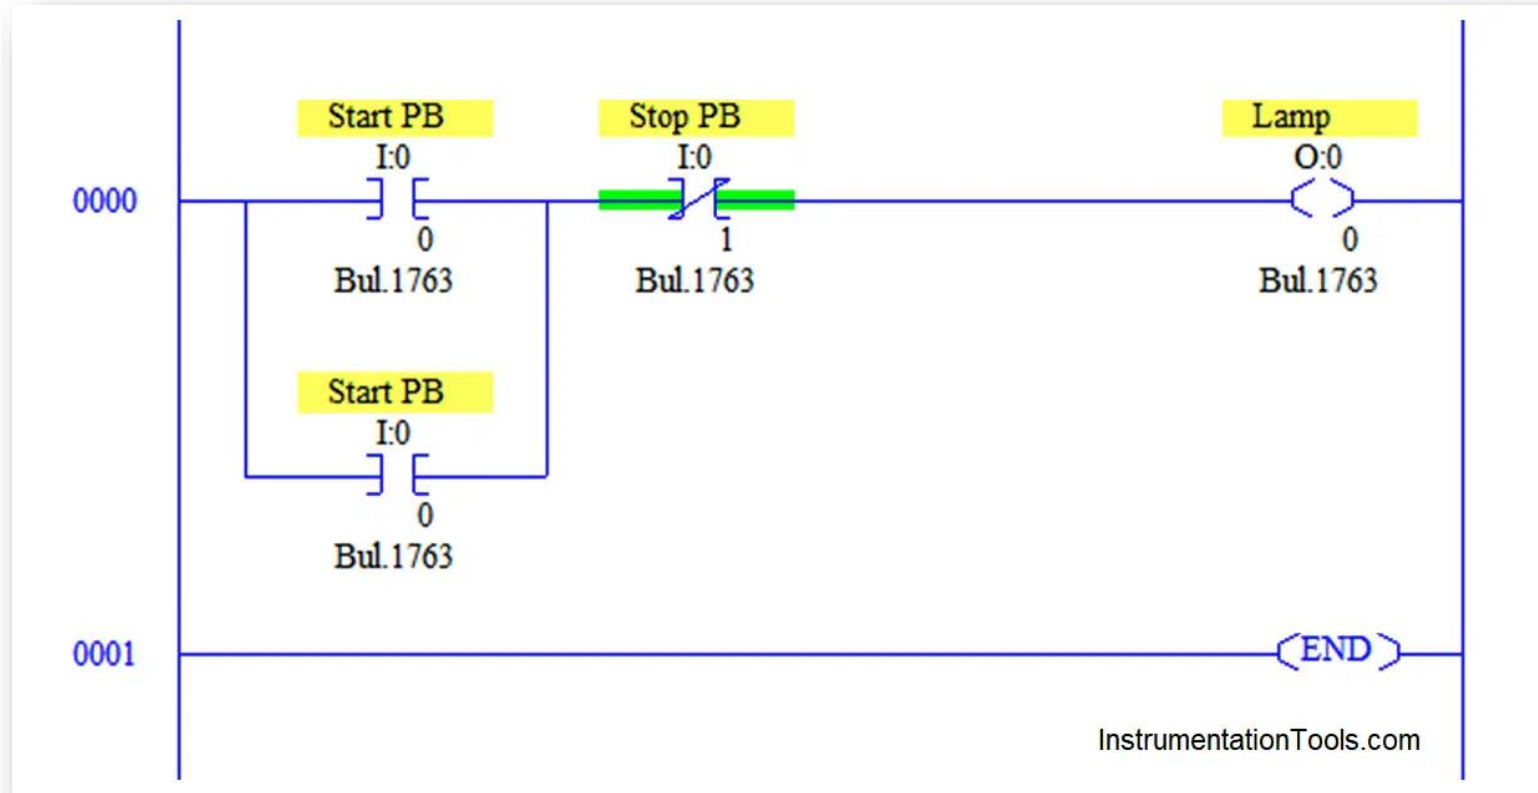 Start PB
Stop PB
Lamp
I:0
I:0
O:0
0000
0
1
0
Bul.1763
Bul.1763
Bul.1763
Start PB
I:0
0
Bul.1763
0001
END
InstrumentationTools.com